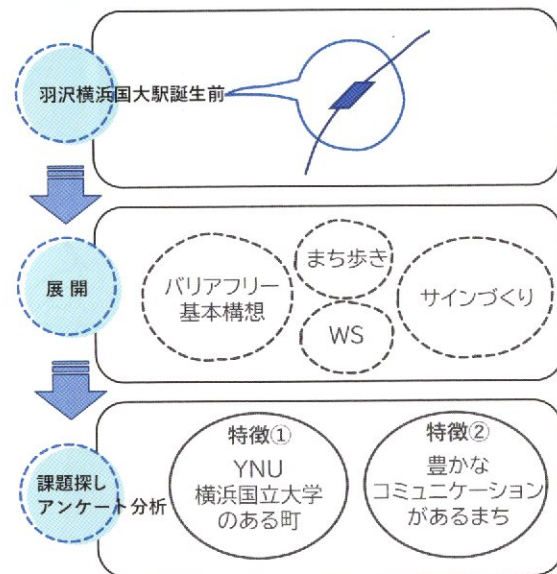 羽沢横浜国大駅誕生前
展開
バリアフリー
基本構想
まち歩き
WS
サインづくり
課題探し
アンケート分析
特徴①
YNU
横浜国立大学
のある町
特徴②
豊かな
コミュニケーション
があるまち